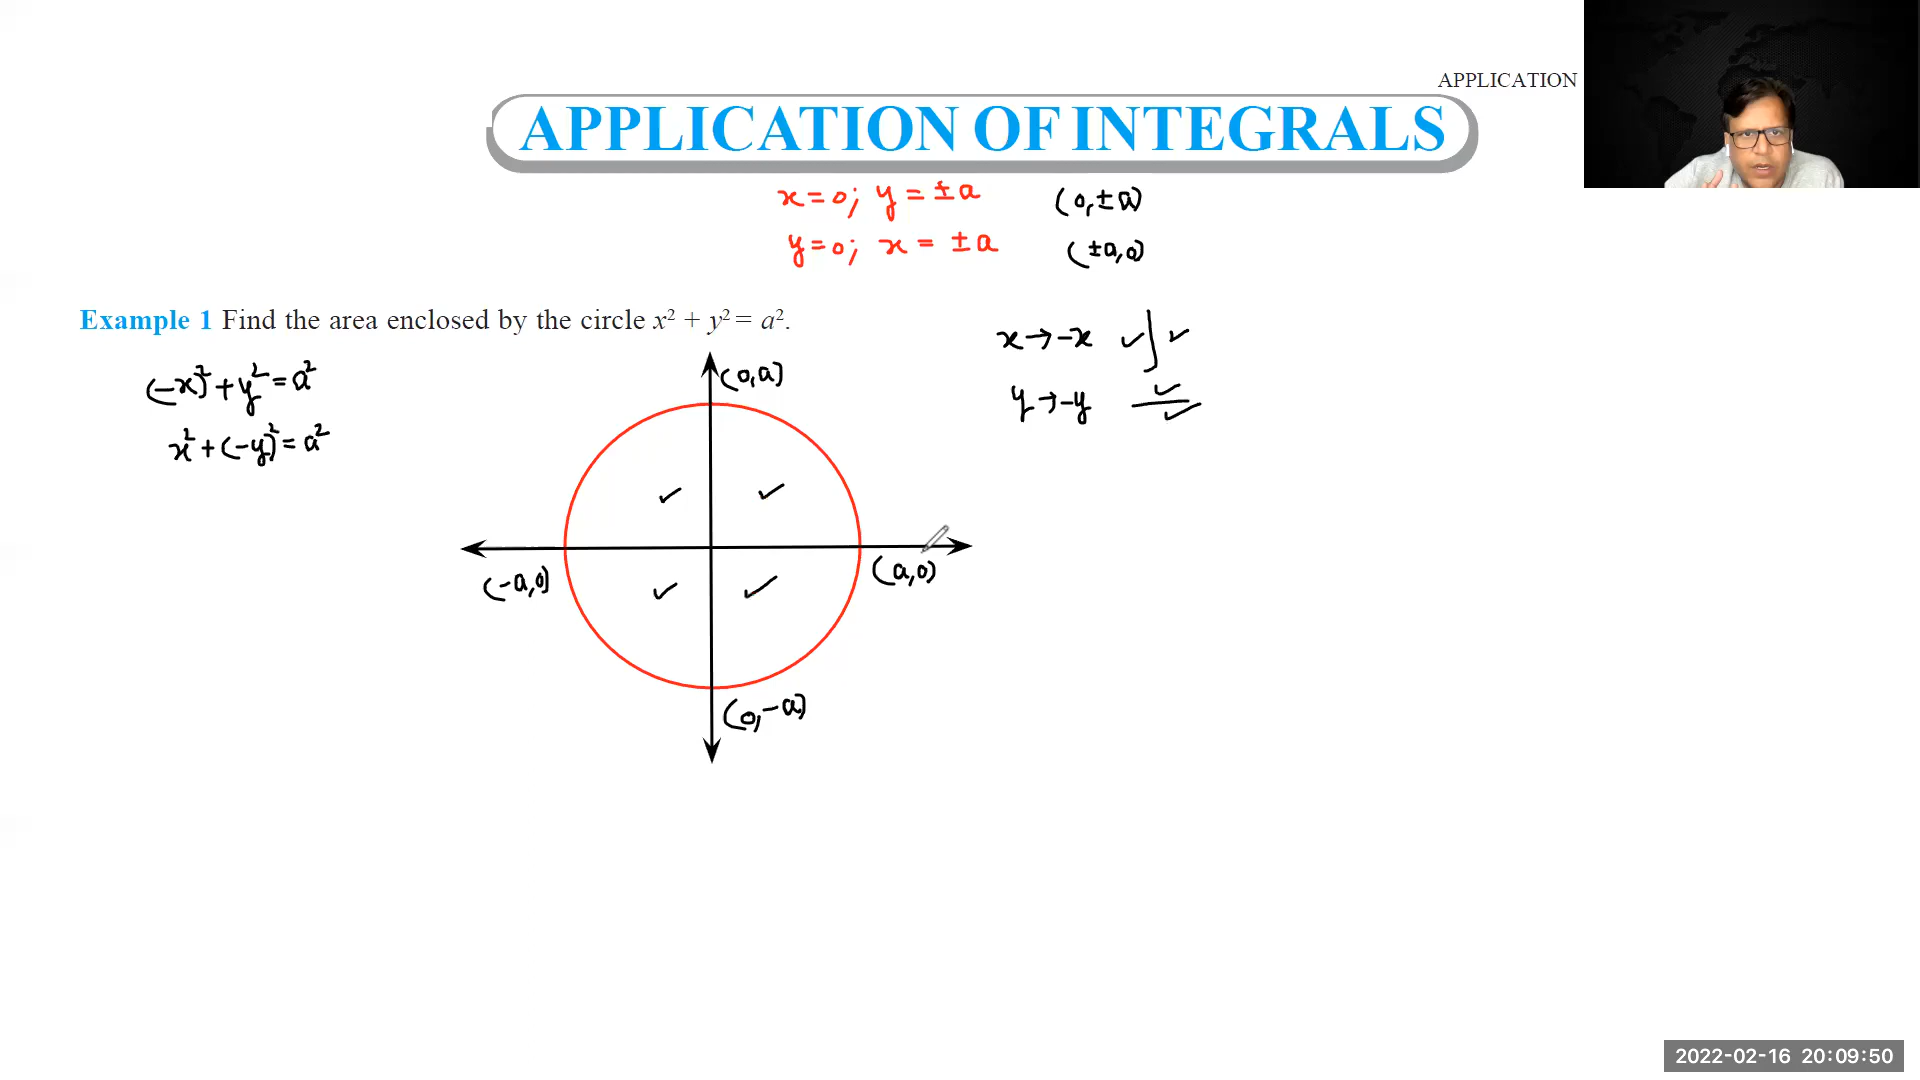 APPLICATION
APPLICATION OF INTEGRALS
x=0; y=±a (0,±a)
y=0; x=±a (±a,0)
Example 1 Find the area enclosed by the circle x² + y² = a².
x→-x
y→-y
(-x)²+y²=a²
x²+(-y)²=a²
(0,a)
(-a,0)
(a,0)
(0,-a)
2022-02-16 20:09:50